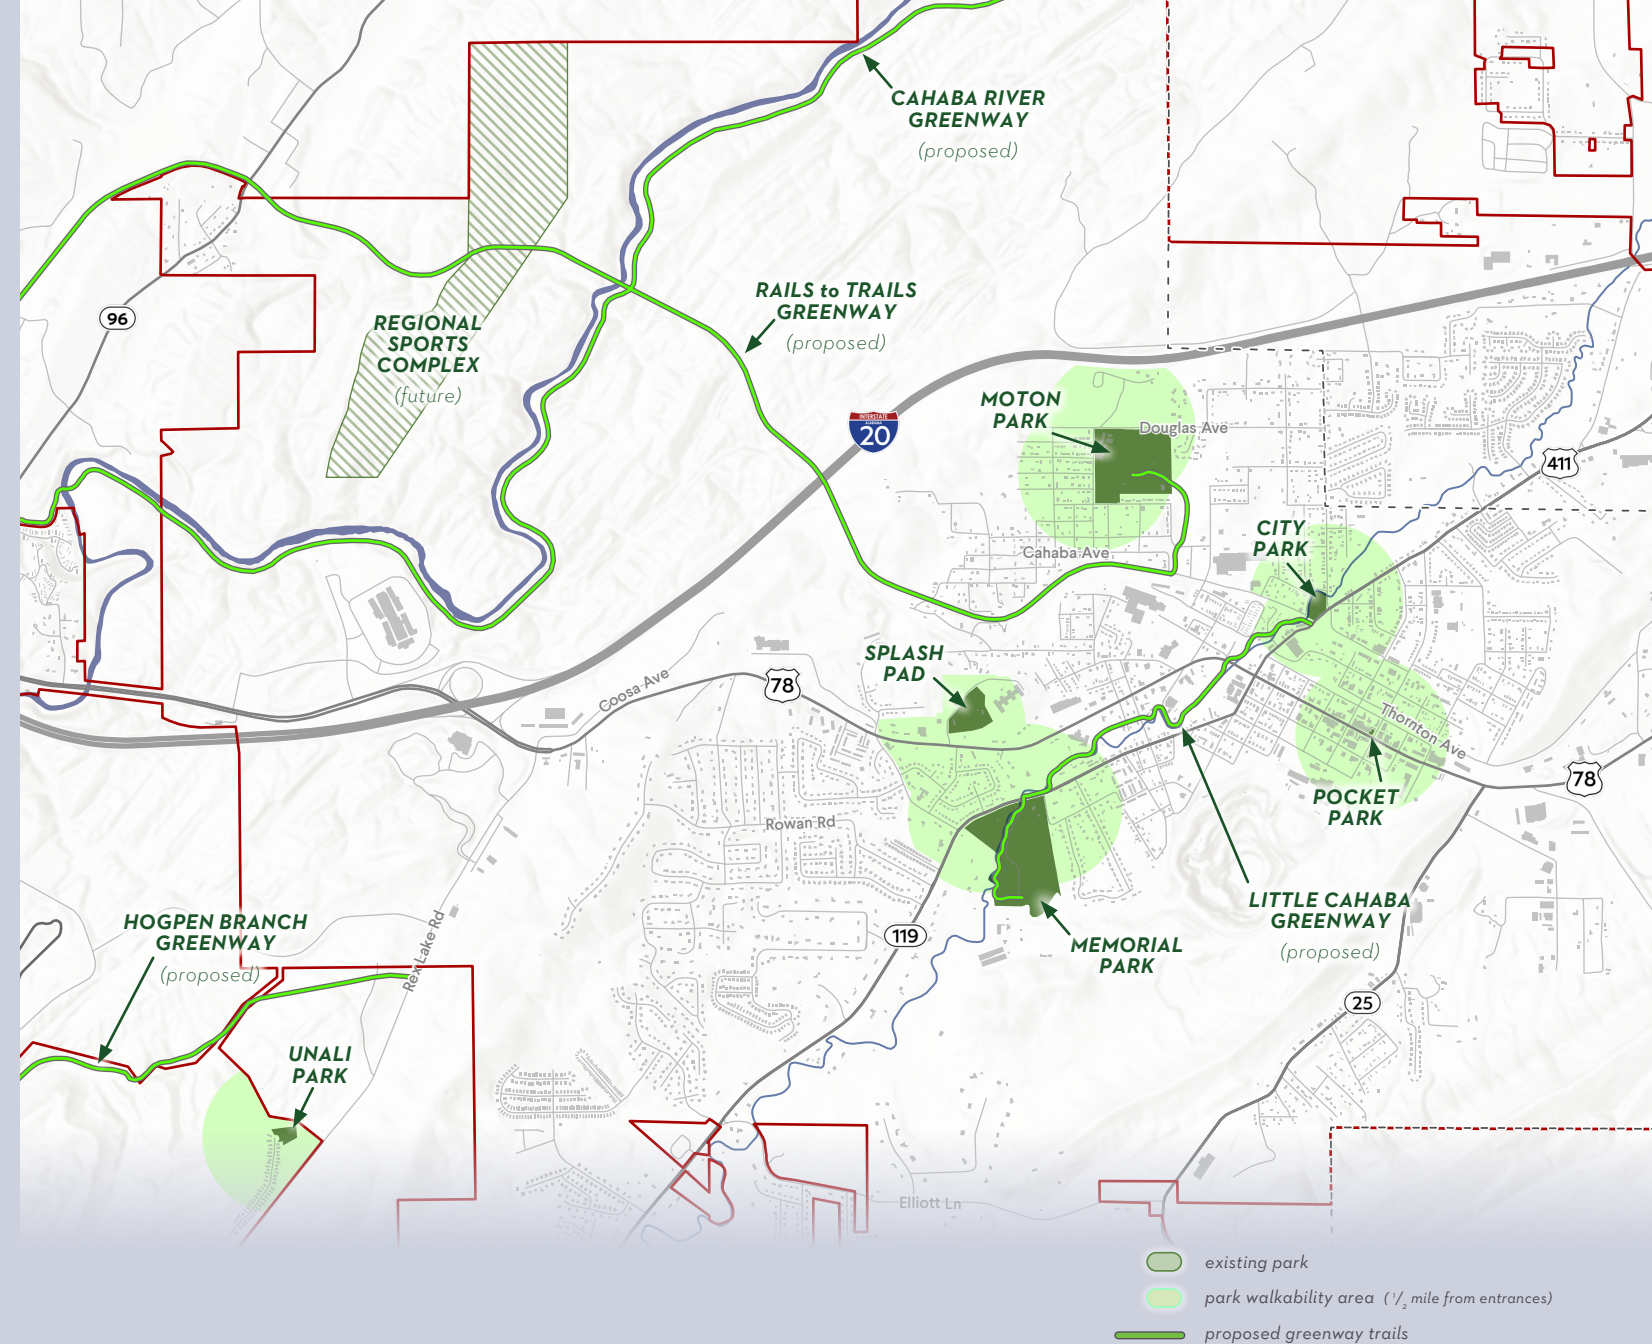 CAHABA RIVER
GREENWAY
(proposed)
RAILS to TRAILS
GREENWAY
(proposed)
96
REGIONAL
SPORTS
COMPLEX
(future)
MOTON
PARK
Douglas Ave
INTERSTATE
ALABAMA
20
411
CITY
PARK
Cahaba Ave
SPLASH
PAD
78
Coosa Ave
Thornton Ave
78
POCKET
PARK
Rowan Rd
LITTLE CAHABA
GREENWAY
(proposed)
HOGPEN BRANCH
GREENWAY
(proposed)
Rex Lake Rd
119
MEMORIAL
PARK
25
UNALI
PARK
Elliott Ln
existing park
park walkability area (1/2 mile from entrances)
proposed greenway trails